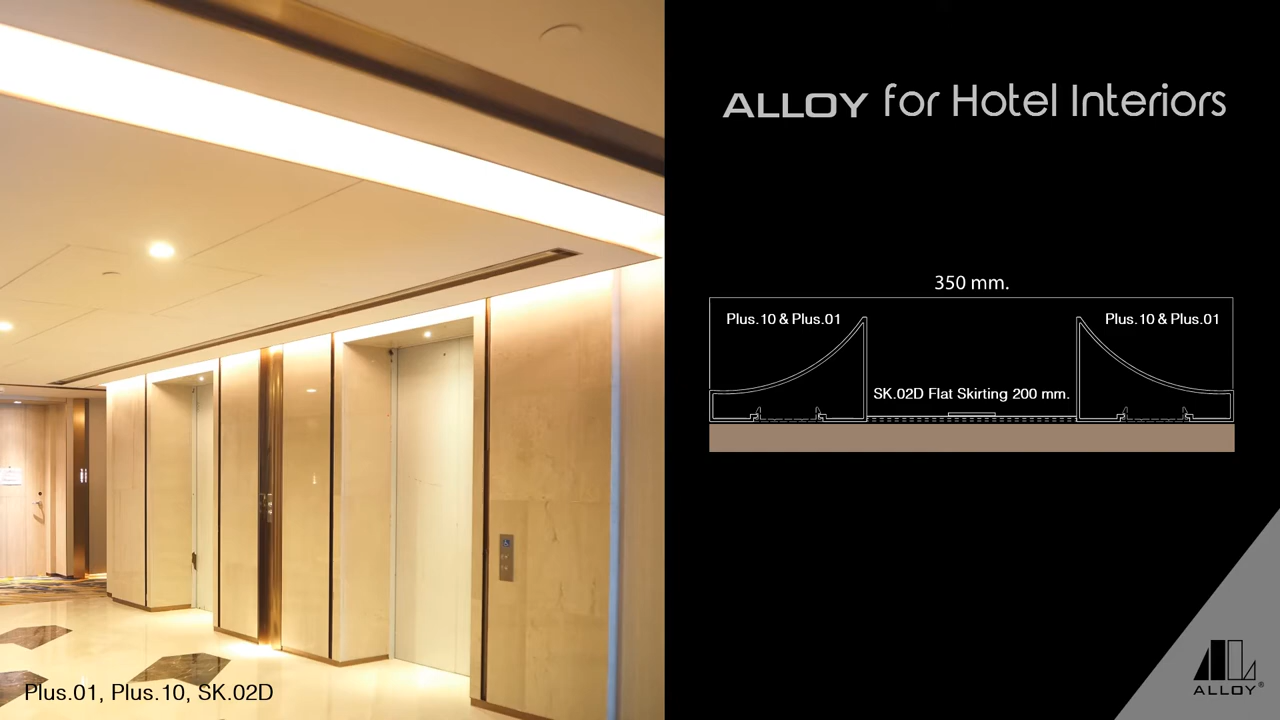 ALLOY for Hotel Interiors
350 mm.
Plus.10 & Plus.01
Plus.10 & Plus.01
SK.02D Flat Skirting 200 mm.
Plus.01, Plus.10, SK.02D
ALLOY®